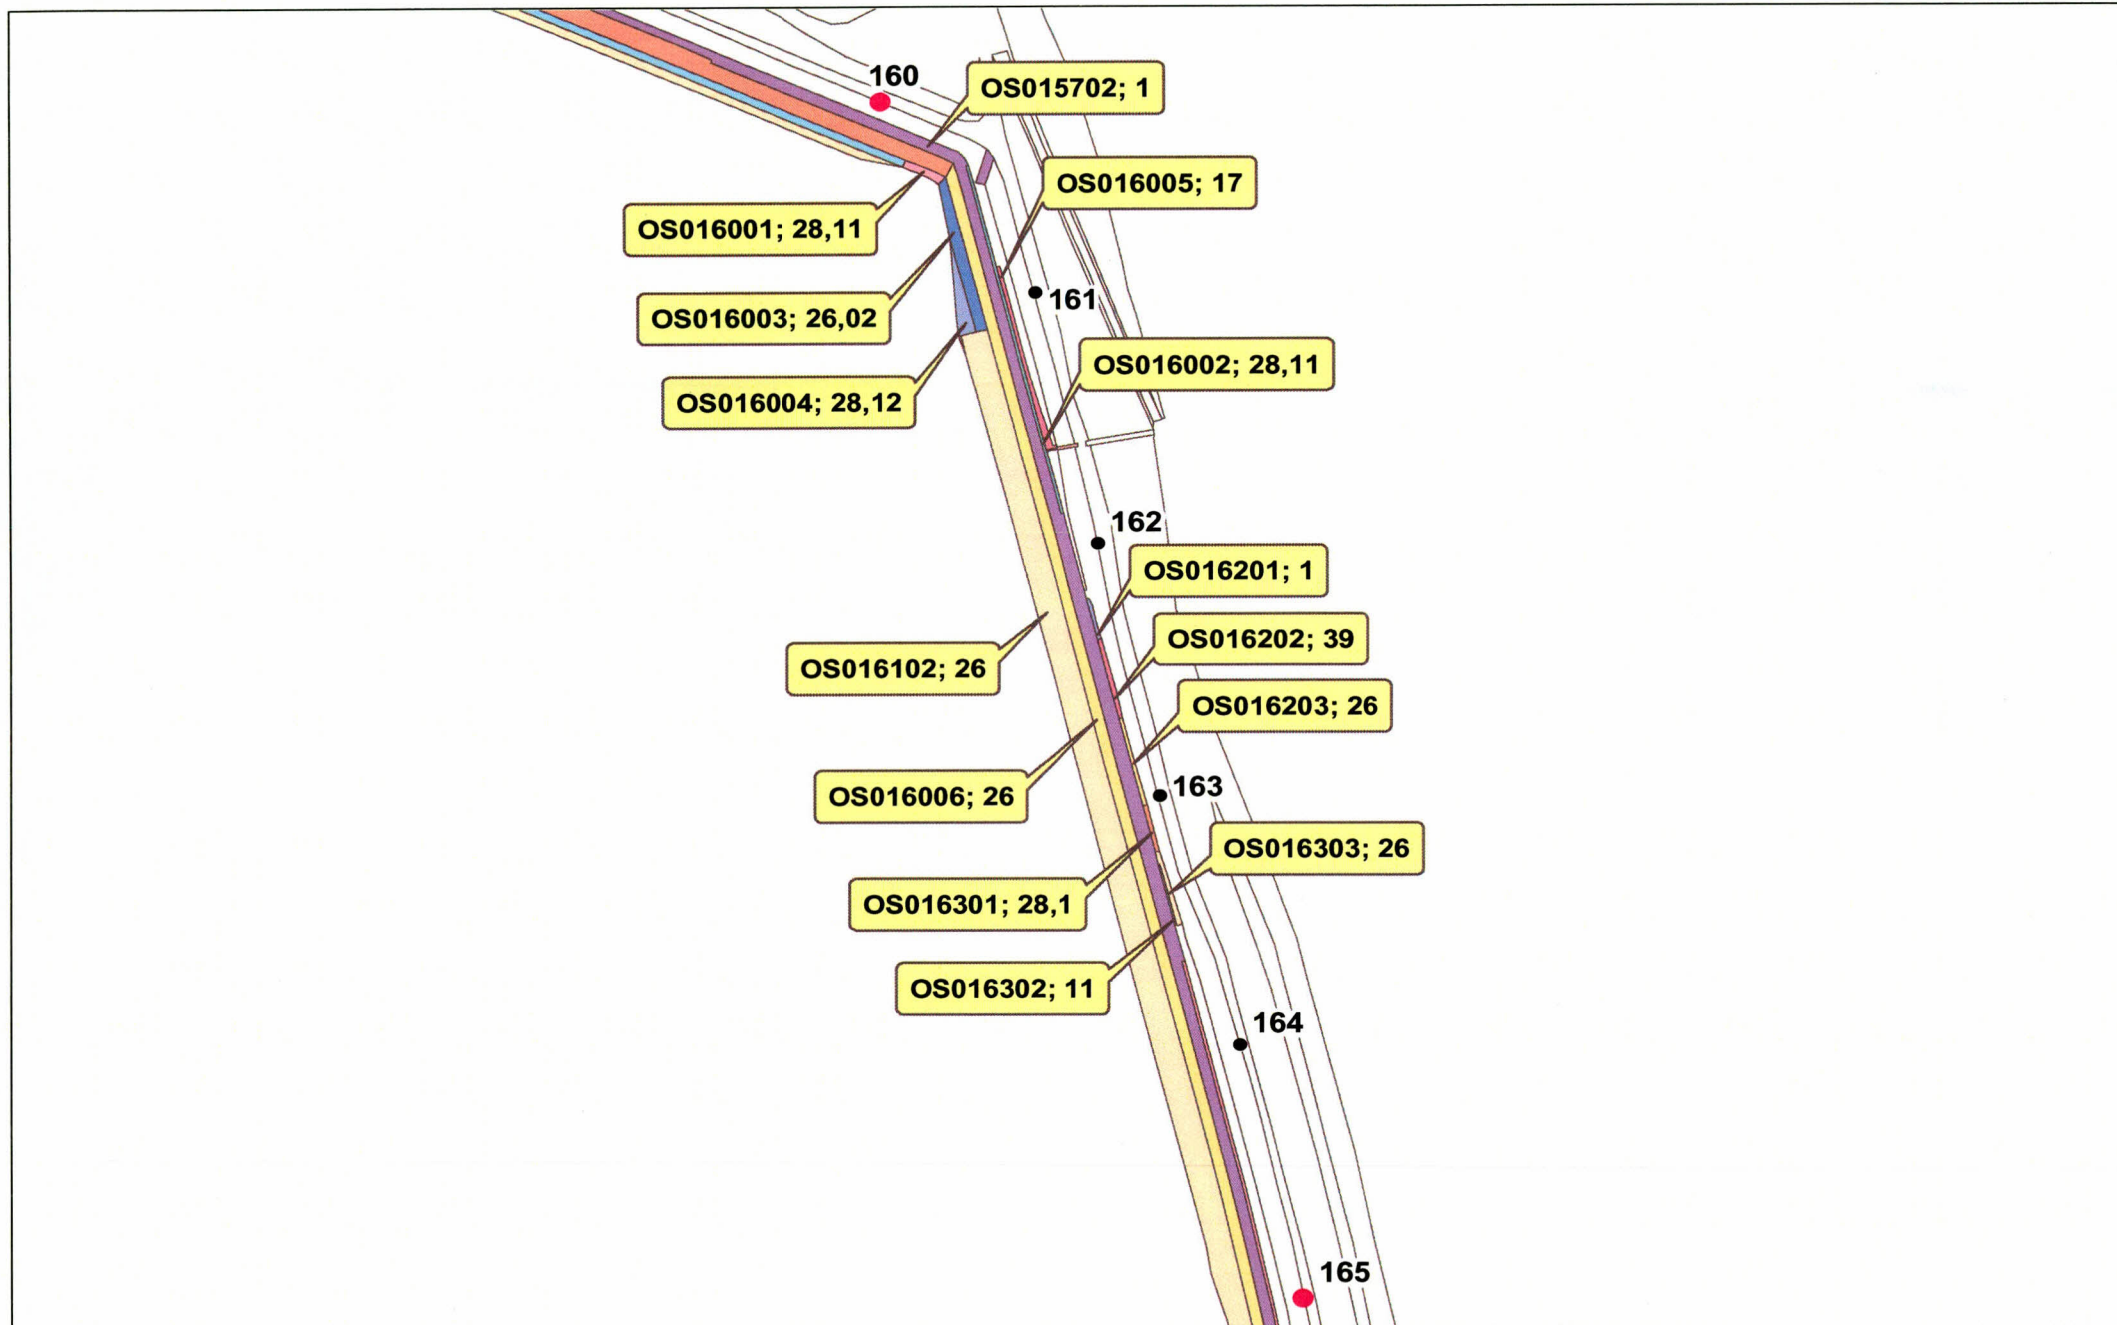 160
OS015702; 1
OS016005; 17
OS016001; 28,11
161
OS016003; 26,02
OS016002; 28,11
OS016004; 28,12
162
OS016201; 1
OS016202; 39
OS016102; 26
OS016203; 26
163
OS016006; 26
OS016303; 26
OS016301; 28,1
OS016302; 11
164
165